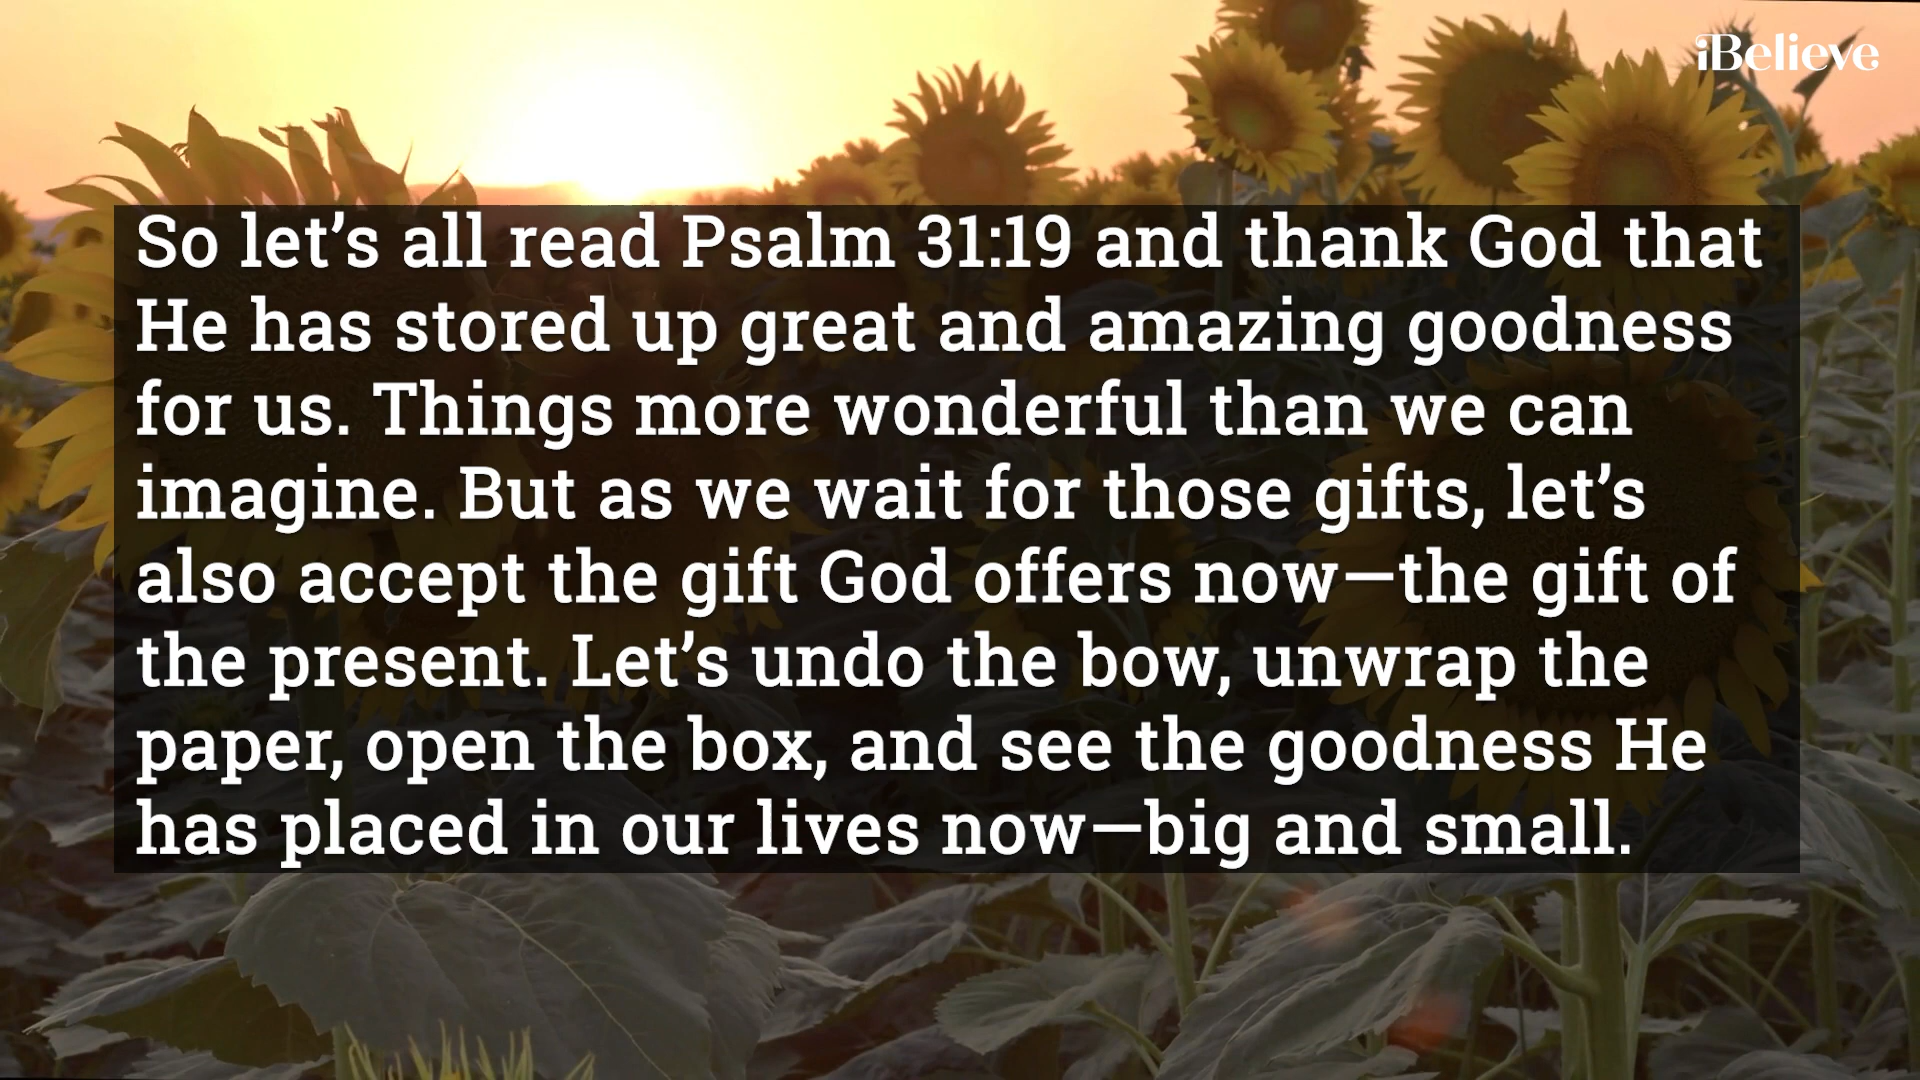 iBelieve
So let’s all read Psalm 31:19 and thank God that
He has stored up great and amazing goodness
for us. Things more wonderful than we can
imagine. But as we wait for those gifts, let’s
also accept the gift God offers now—the gift of
the present. Let’s undo the bow, unwrap the
paper, open the box, and see the goodness He
has placed in our lives now—big and small.